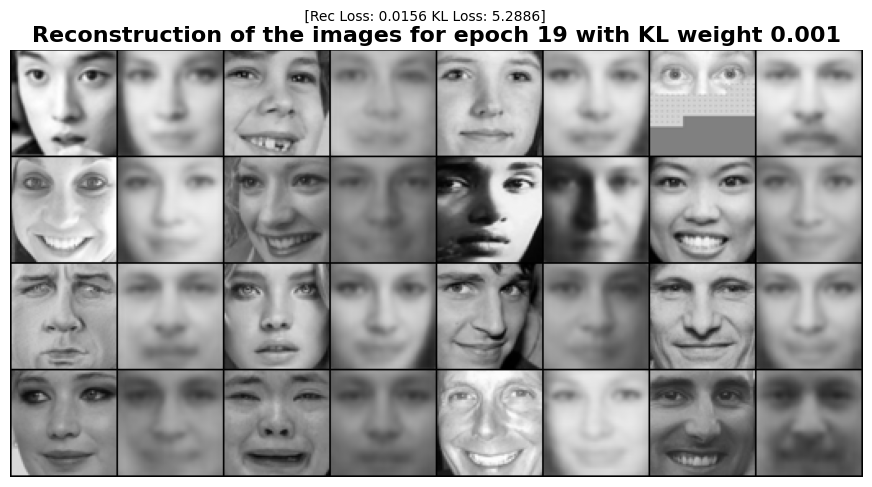 [Rec Loss: 0.0156 KL Loss: 5.2886]
Reconstruction of the images for epoch 19 with KL weight 0.001